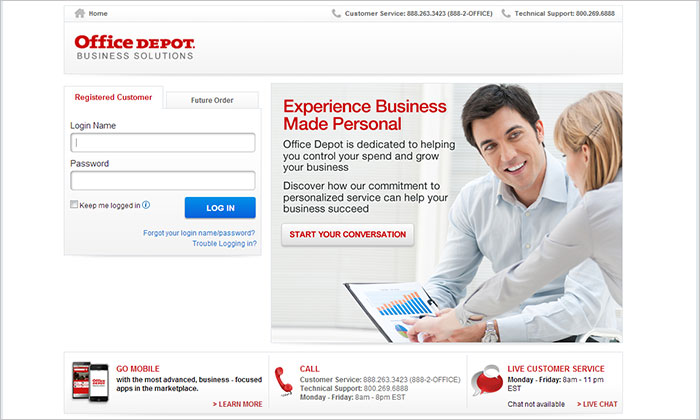 Home
Customer Service: 888.263.3423 (888-2-OFFICE)
Technical Support: 800.269.6888
Office DEPOT.
BUSINESS SOLUTIONS
Registered Customer
Future Order
Login Name
Password
Keep me logged in
LOG IN
Forgot your login name/password?
Trouble Logging in?
Experience Business
Made Personal
Office Depot is dedicated to helping
you control your spend and grow
your business
Discover how our commitment to
personalized service can help your
business succeed
START YOUR CONVERSATION
GO MOBILE
with the most advanced, business - focused
apps in the marketplace.
> LEARN MORE
CALL
Customer Service: 888.263.3423 (888-2-OFFICE)
Technical Support: 800.269.6888
Monday - Friday: 8am - 8pm EST
LIVE CUSTOMER SERVICE
Monday - Friday: 8am - 11 pm
EST
Chat not available
> LIVE CHAT